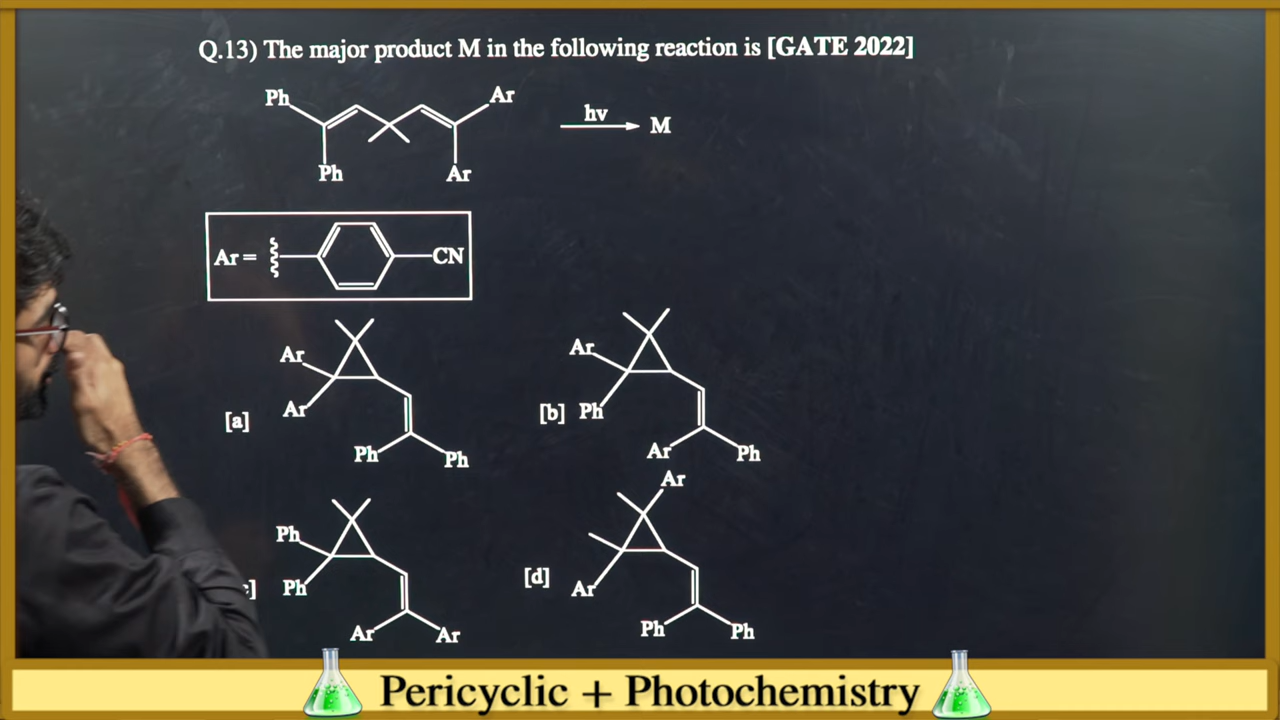 Q.13) The major product M in the following reaction is [GATE 2022]
Ph Ar
hν M
Ph Ar
Ar = CN
Ar
Ar
[a]
Ph Ph
Ar
[b] Ph
Ar Ph
Ph
Ph
Ar Ar
Ar
[d] Ar
Ph Ph
Pericyclic + Photochemistry